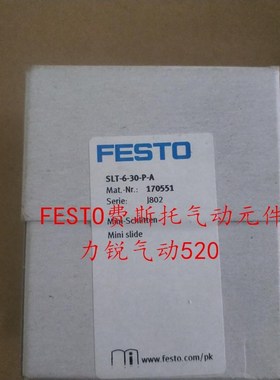 FESTO
SLT-6-30-P-A
Mat.-Nr.: 170551
Serie: J802
FESTO费斯托气动元件
Mini-Schlitten
力锐气动520
Mini slide
www.festo.com/pk